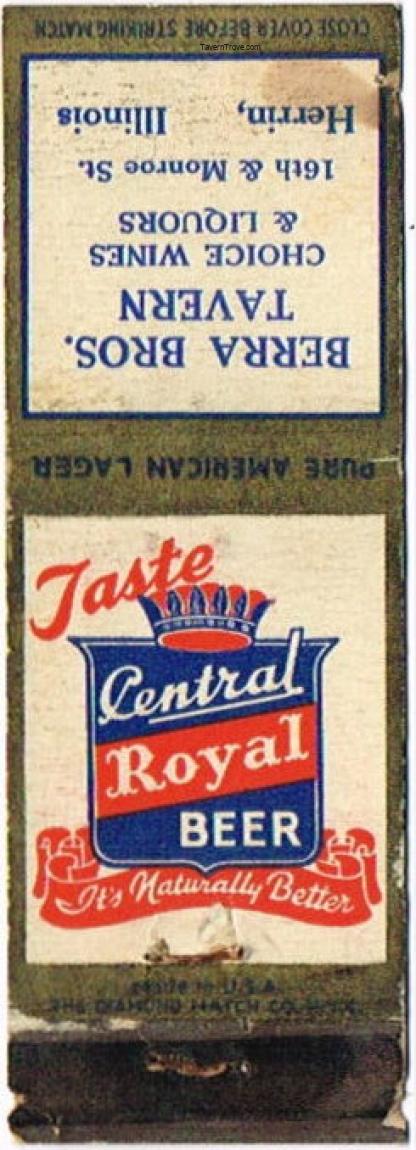 CLOSE COVER BEFORE STRIKING MATCH
TavernTrove.com
BERRA BROS.
TAVERN
CHOICE WINES
& LIQUORS
16th & Monroe St.
Herrin, Illinois
PURE AMERICAN LAGER
Taste
Central
Royal
BEER
It's Naturally Better
MADE IN U.S.A.
THE DIAMOND MATCH CO. N.Y.C.